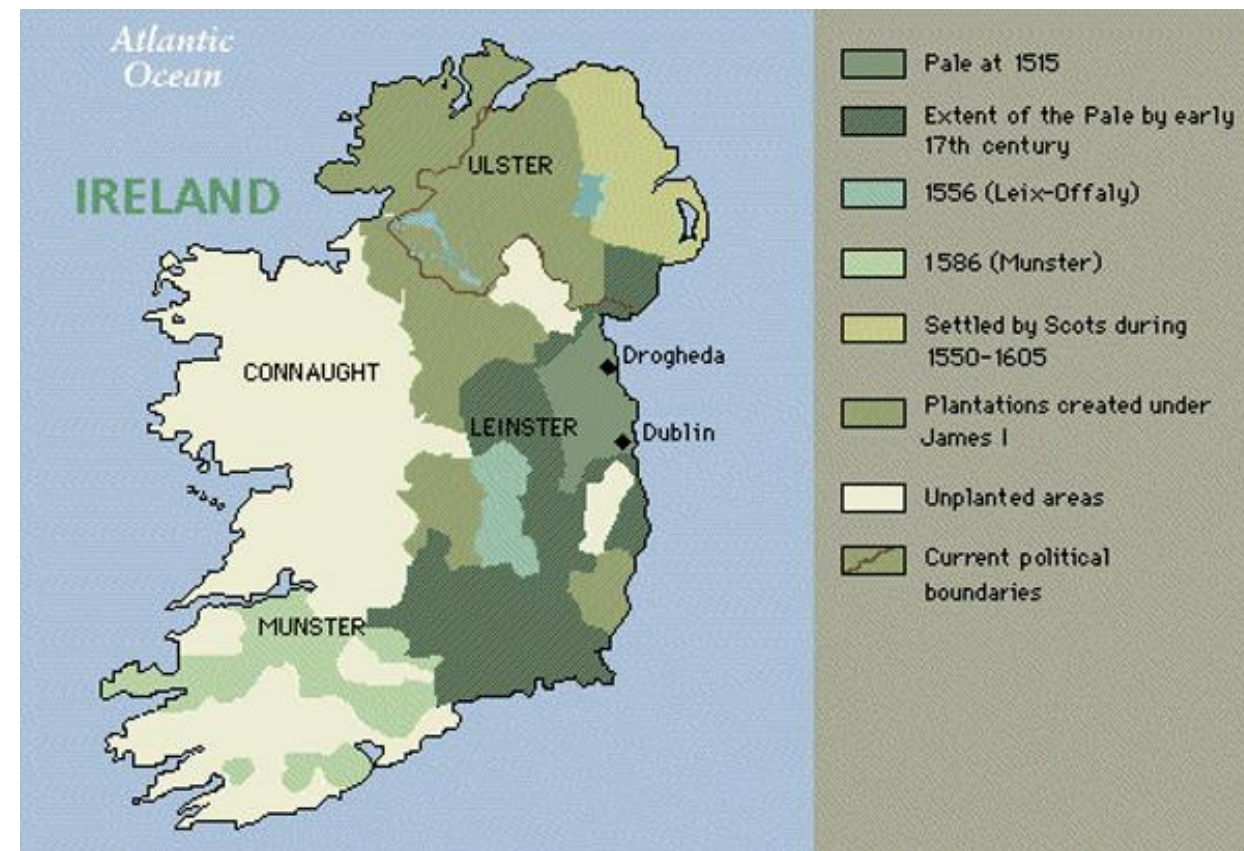 Atlantic
Ocean
IRELAND
ULSTER
CONNAUGHT
LEINSTER
MUNSTER
Drogheda
Dublin
Pale at 1515
Extent of the Pale by early
17th century
1556 (Leix-Offaly)
1586 (Munster)
Settled by Scots during
1550-1605
Plantations created under
James I
Unplanted areas
Current political
boundaries